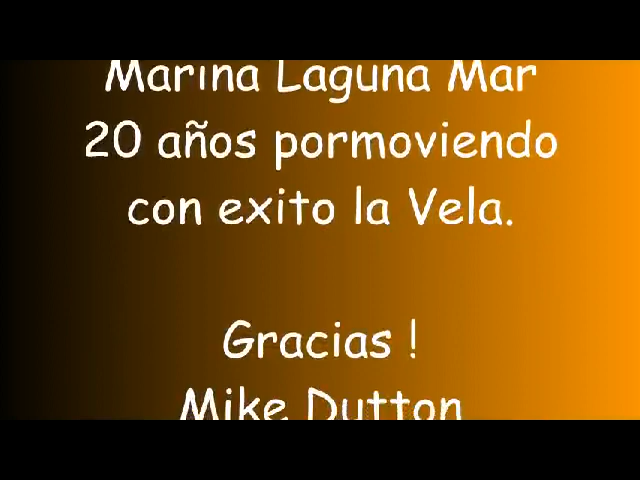 Marina Laguna Mar
20 años pormoviendo
con exito la Vela.
Gracias !
Mike Dutton